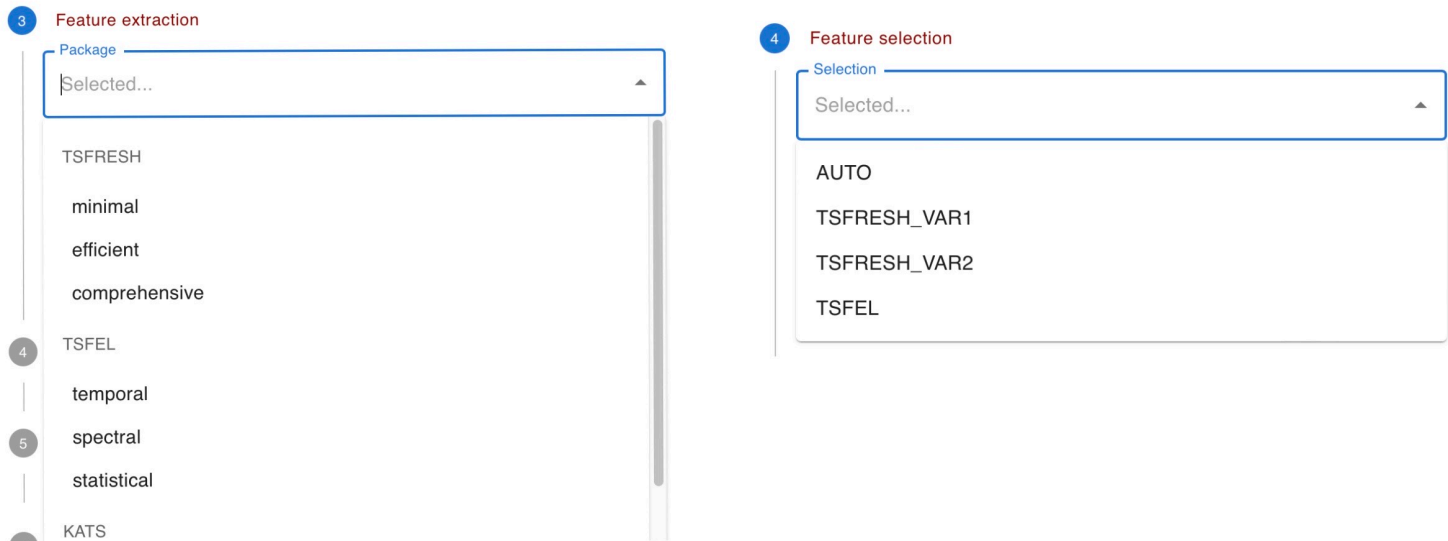 3
Feature extraction
Package
Selected...
TSFRESH
minimal
efficient
comprehensive
4
TSFEL
temporal
5
spectral
statistical
KATS
4
Feature selection
Selection
Selected...
AUTO
TSFRESH_VAR1
TSFRESH_VAR2
TSFEL